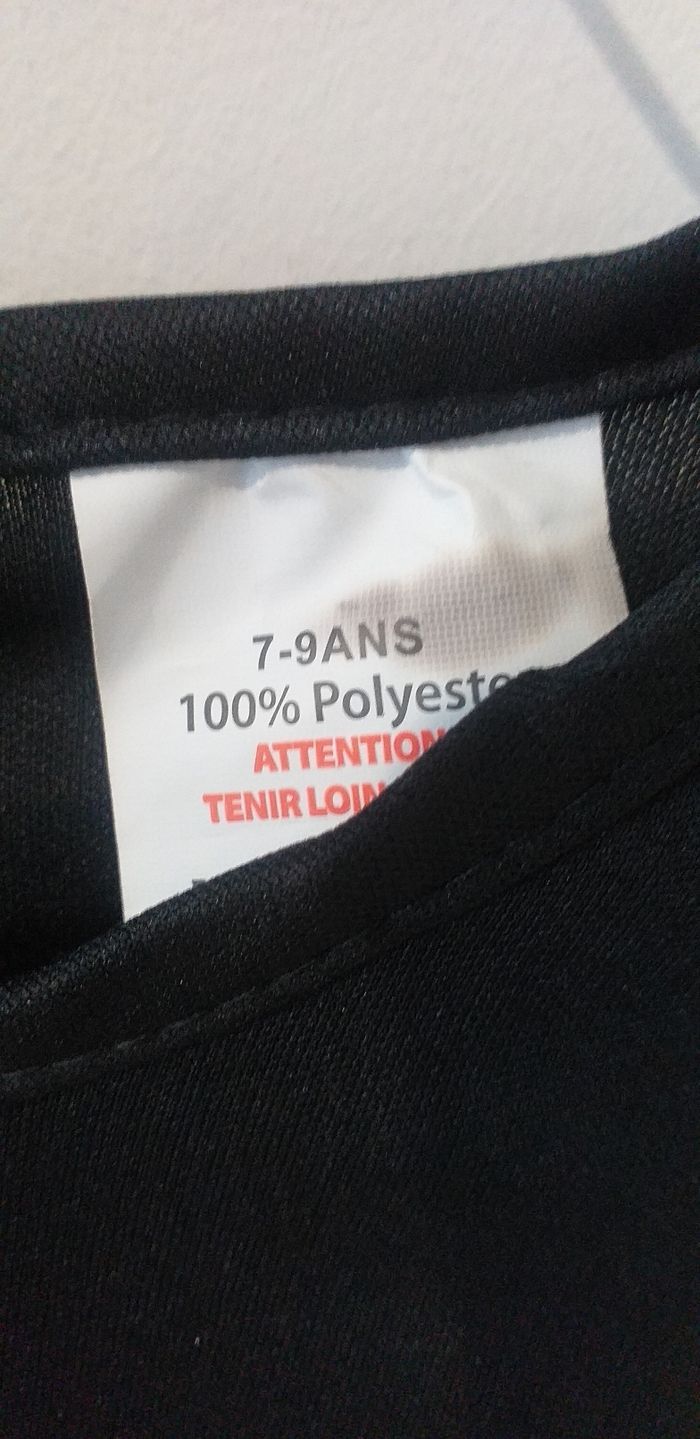 7-9ANS
100% Polyeste
ATTENTION
TENIR LOIN